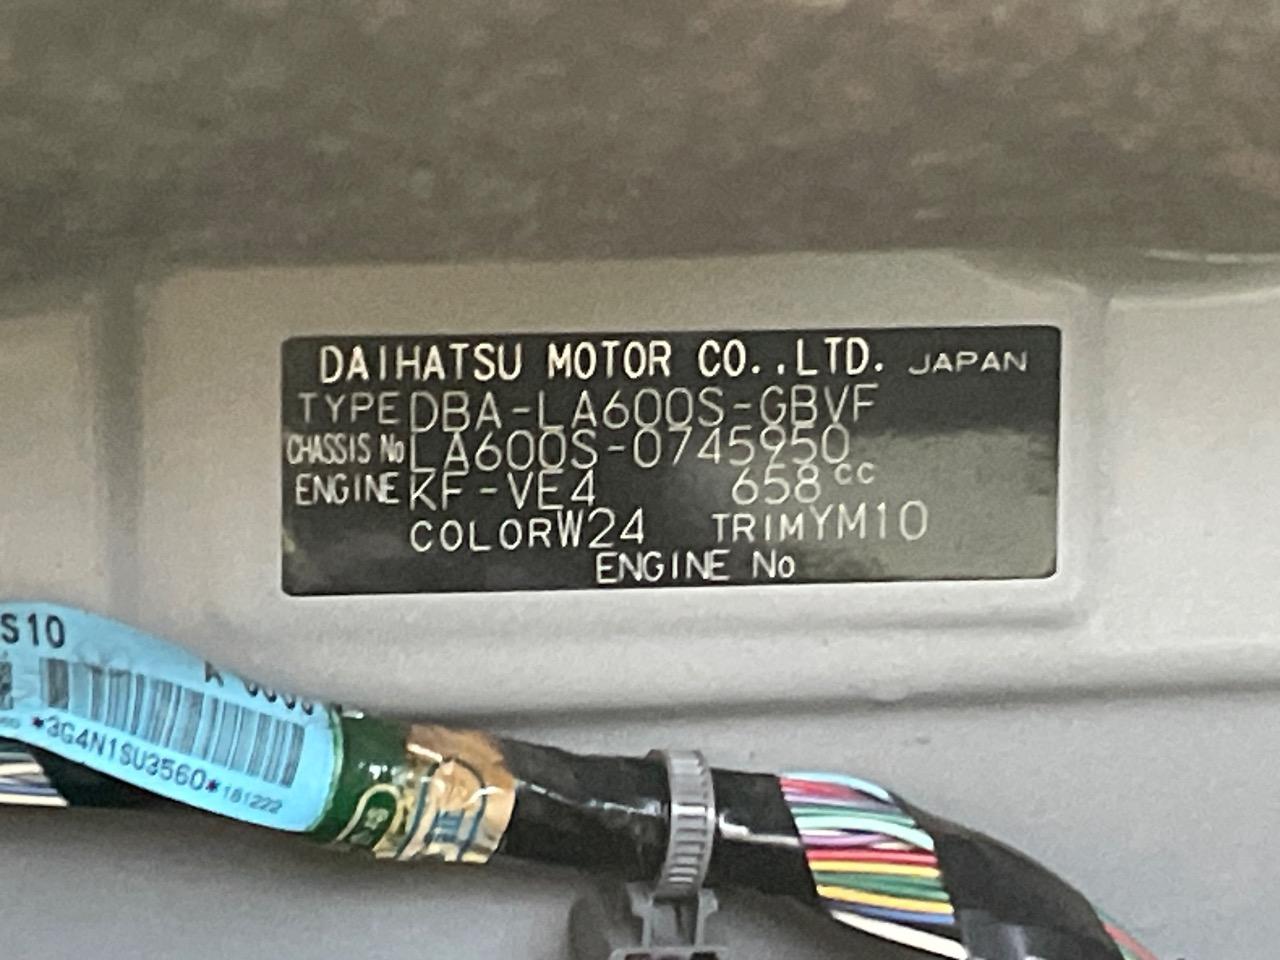 DAIHATSU MOTOR CO.,LTD. JAPAN
TYPE DBA-LA600S-GBVF
CHASSIS No LA600S-0745950
ENGINE KF-VE4 658cc
COLOR W24 TRIM YM10
ENGINE No
S10
*3G4N1SU3560* 181222